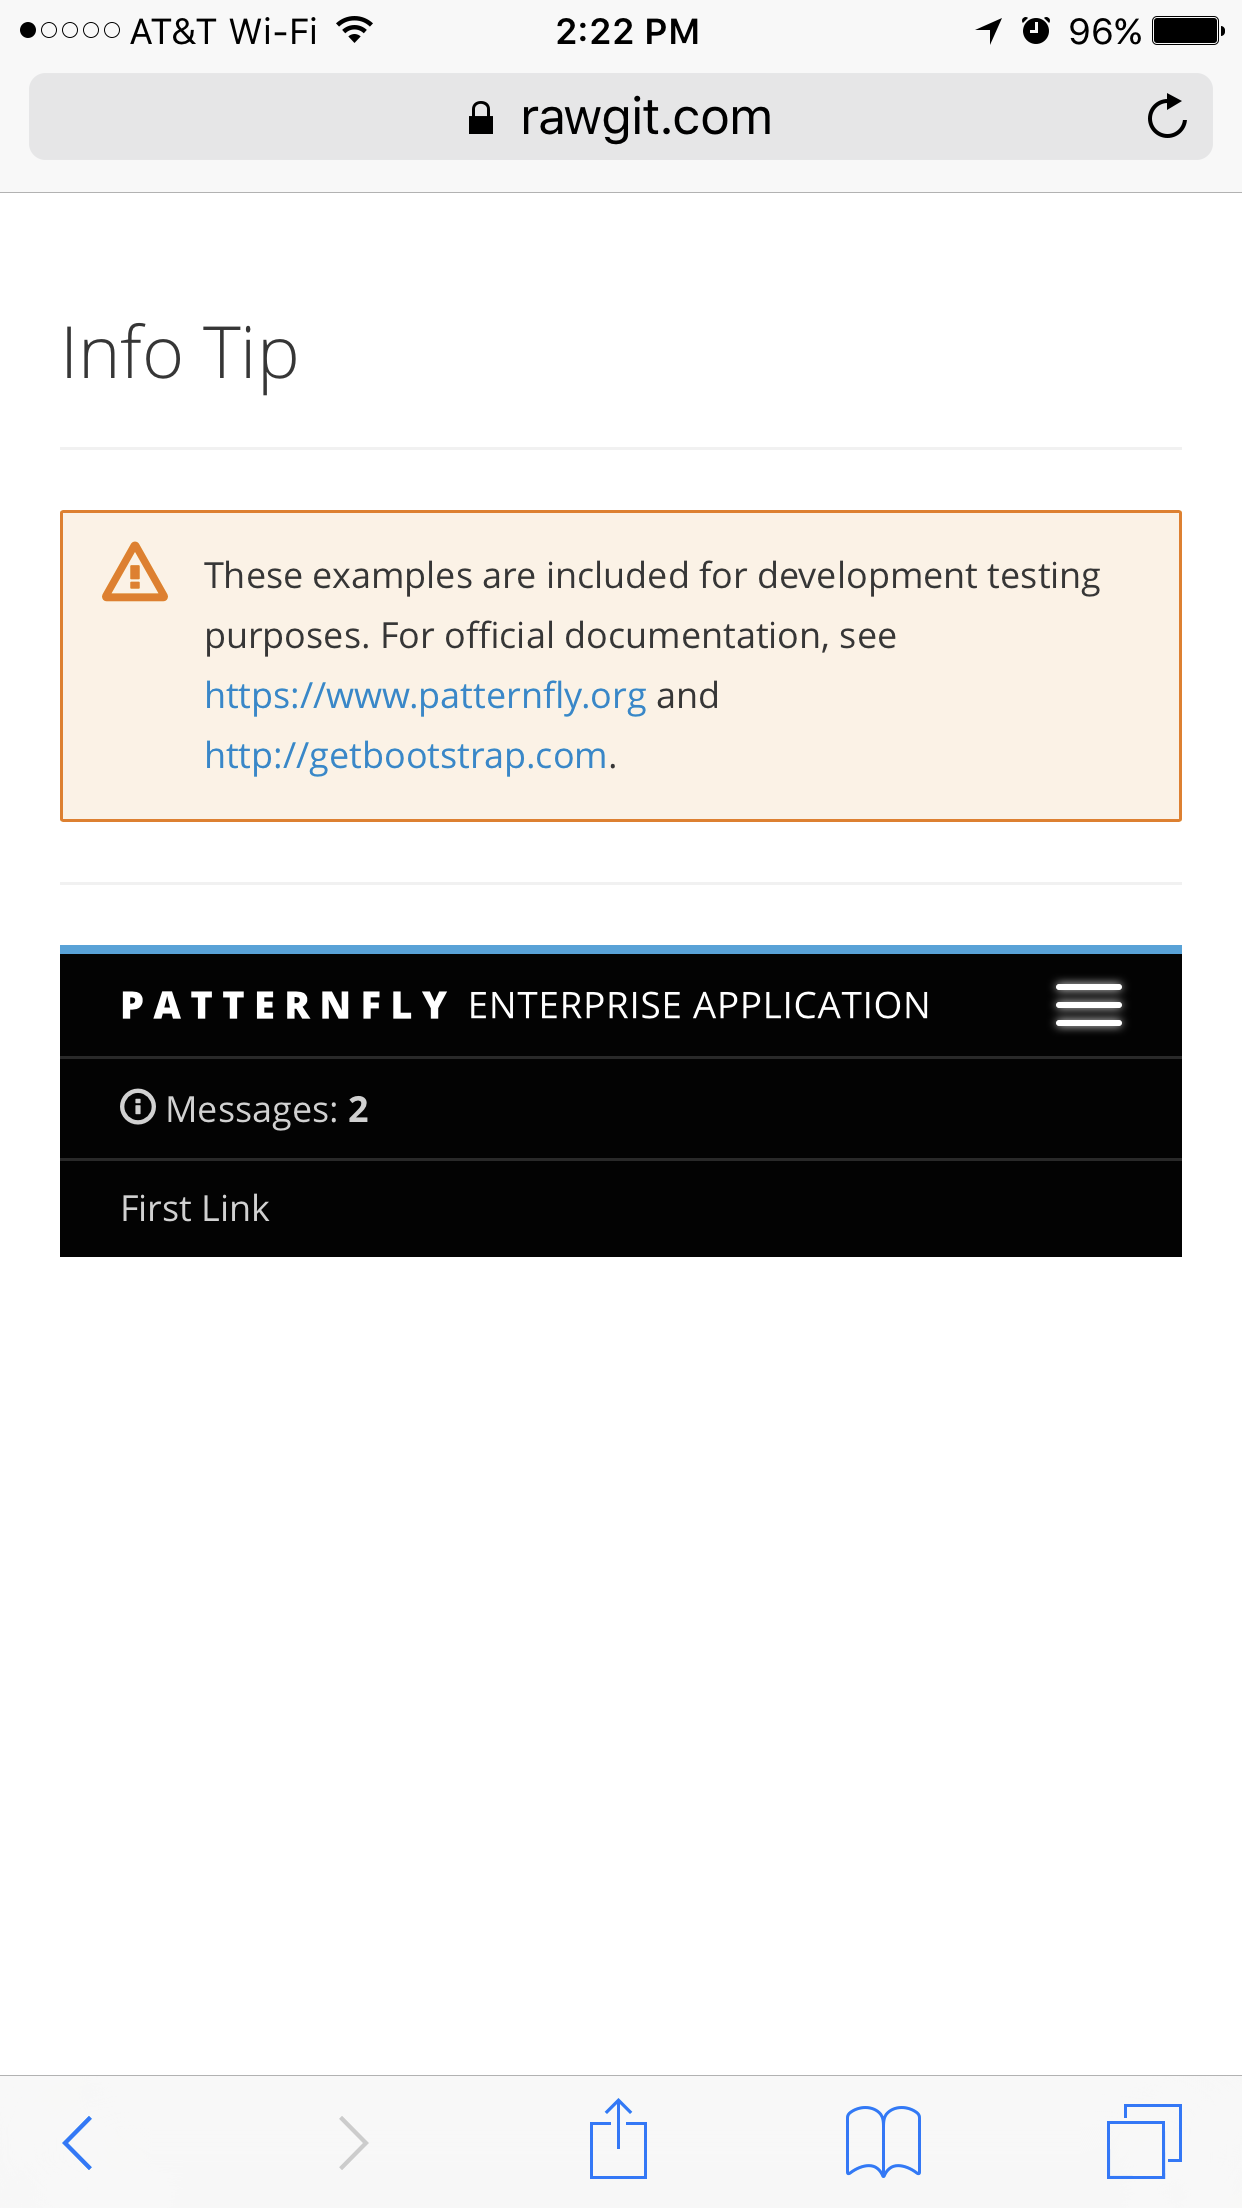 AT&T Wi-Fi 2:22 PM 96%
rawgit.com
Info Tip
These examples are included for development testing
purposes. For official documentation, see
https://www.patternfly.org and
http://getbootstrap.com.
PATTERNFLY ENTERPRISE APPLICATION
Messages: 2
First Link